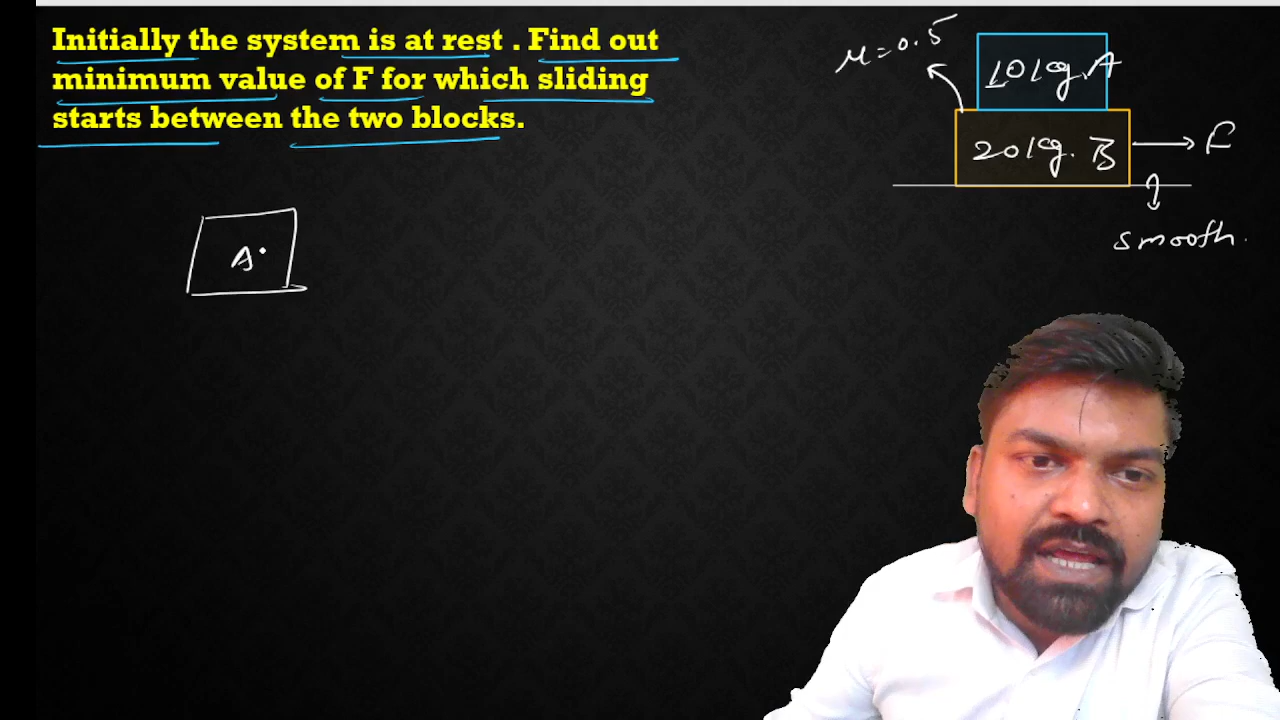 Initially the system is at rest . Find out
minimum value of F for which sliding
starts between the two blocks.
μ=0.5
10kg. A
20kg. B
F
smooth.
A